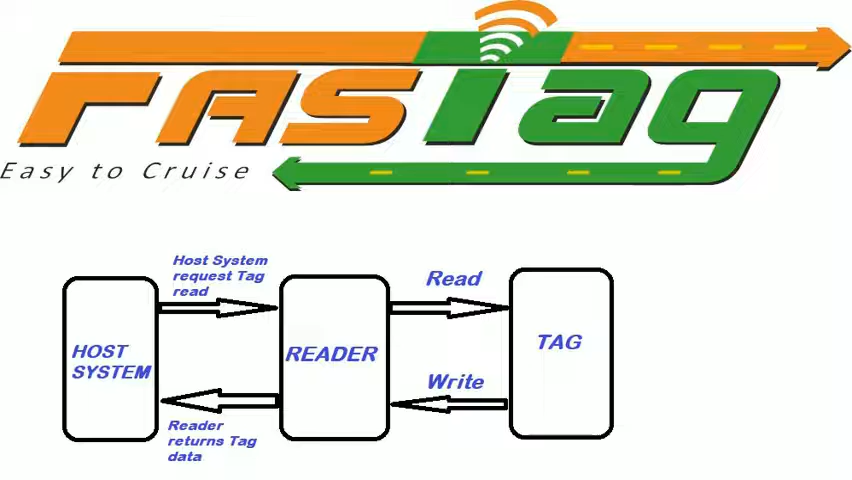 FASTag
Easy to Cruise
Host System
request Tag
read
Read
HOST
SYSTEM
READER
TAG
Write
Reader
returns Tag
data